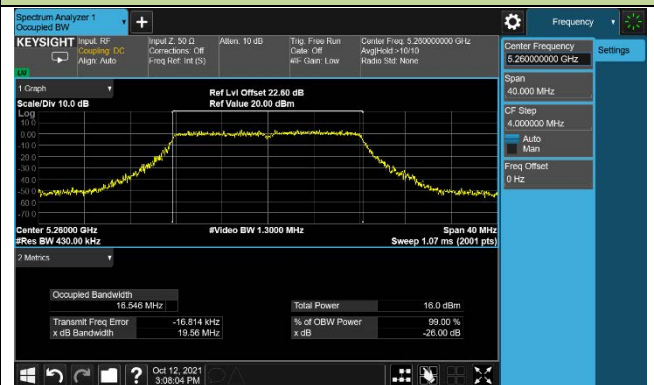 Spectrum Analyzer 1
Occupied BW
Frequency
KEYSIGHT
Input: RF
Coupling: DC
Align: Auto
Input Z: 50 Ω
Corrections: Off
Freq Ref: Int (S)
Atten: 10 dB
Trig: Free Run
Gate: Off
#IF Gain: Low
Center Freq: 5.260000000 GHz
Avg|Hold:>10/10
Radio Std: None
Center Frequency
5.260000000 GHz
Settings
Span
40.000 MHz
CF Step
4.000000 MHz
Auto
Man
Freq Offset
0 Hz
1 Graph
Scale/Div 10.0 dB
Ref Lvl Offset 22.60 dB
Ref Value 20.00 dBm
Log
10.0
0.00
-10.0
-20.0
-30.0
-40.0
-50.0
-60.0
-70.0
Center 5.26000 GHz
#Res BW 430.00 kHz
#Video BW 1.3000 MHz
Span 40 MHz
Sweep 1.07 ms (2001 pts)
2 Metrics
Occupied Bandwidth
16.546 MHz
Total Power 16.0 dBm
Transmit Freq Error -16.814 kHz
% of OBW Power 99.00 %
x dB Bandwidth 19.56 MHz
x dB -26.00 dB
?
Oct 12, 2021
3:08:04 PM